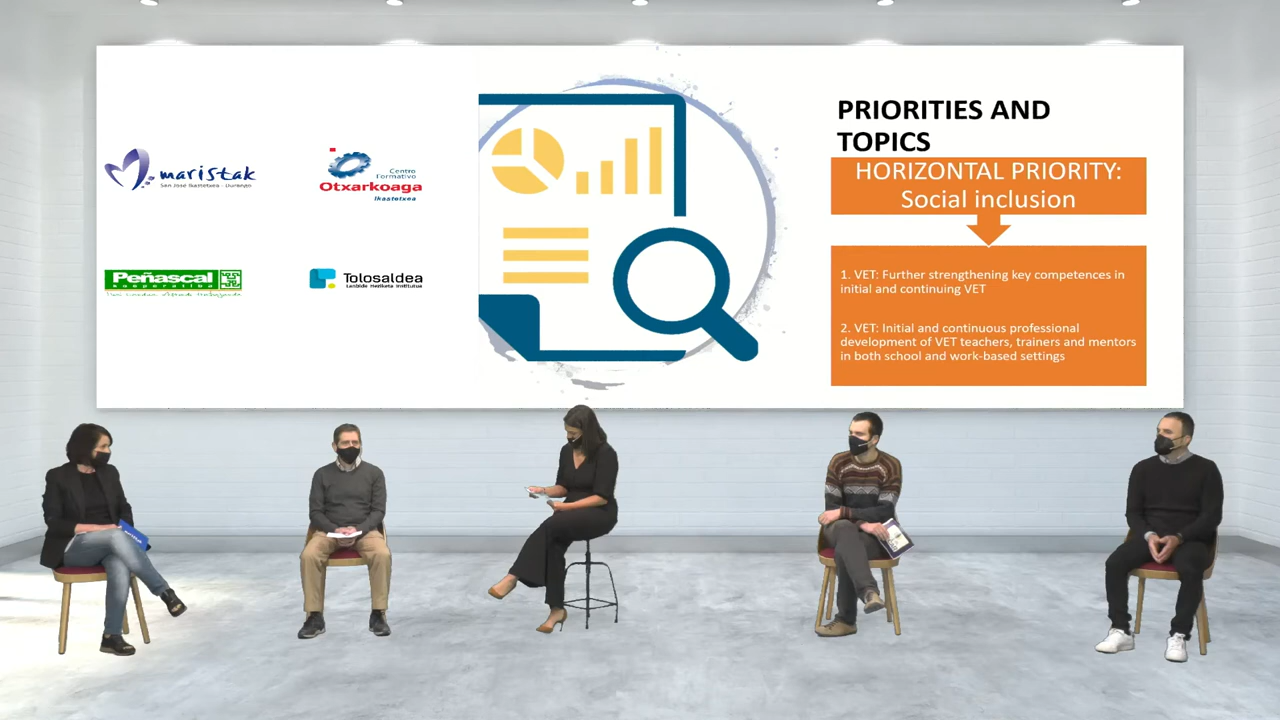 maristak
San José Ikastetxea - Durango
Centro
Formativo
Otxarkoaga
Ikastetxea
Peñascal
kooperatiba
Tolosaldea
Lanbide Heziketa Institutua
PRIORITIES AND
TOPICS
HORIZONTAL PRIORITY:
Social inclusion
1. VET: Further strengthening key competences in
initial and continuing VET
2. VET: Initial and continuous professional
development of VET teachers, trainers and mentors
in both school and work-based settings
maristak